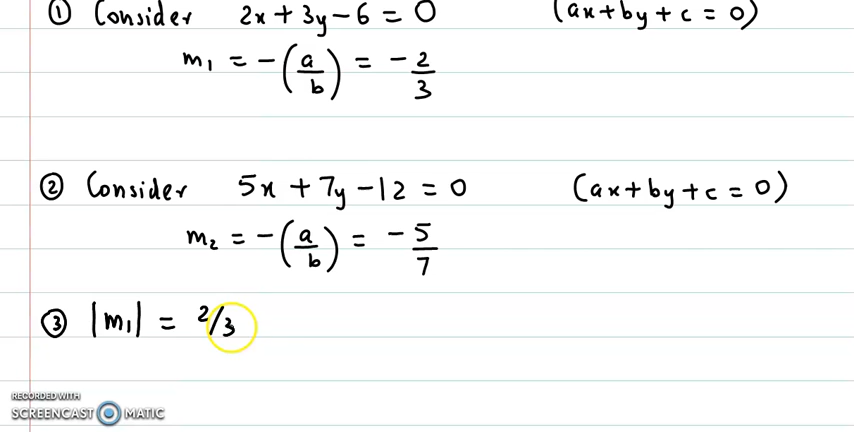 ① Consider 2x + 3y - 6 = 0 (ax + by + c = 0)
m₁ = -(a/b) = -2/3
② Consider 5x + 7y - 12 = 0 (ax + by + c = 0)
m₂ = -(a/b) = -5/7
③ |m₁| = 2/3
RECORDED WITH
SCREENCAST MATIC